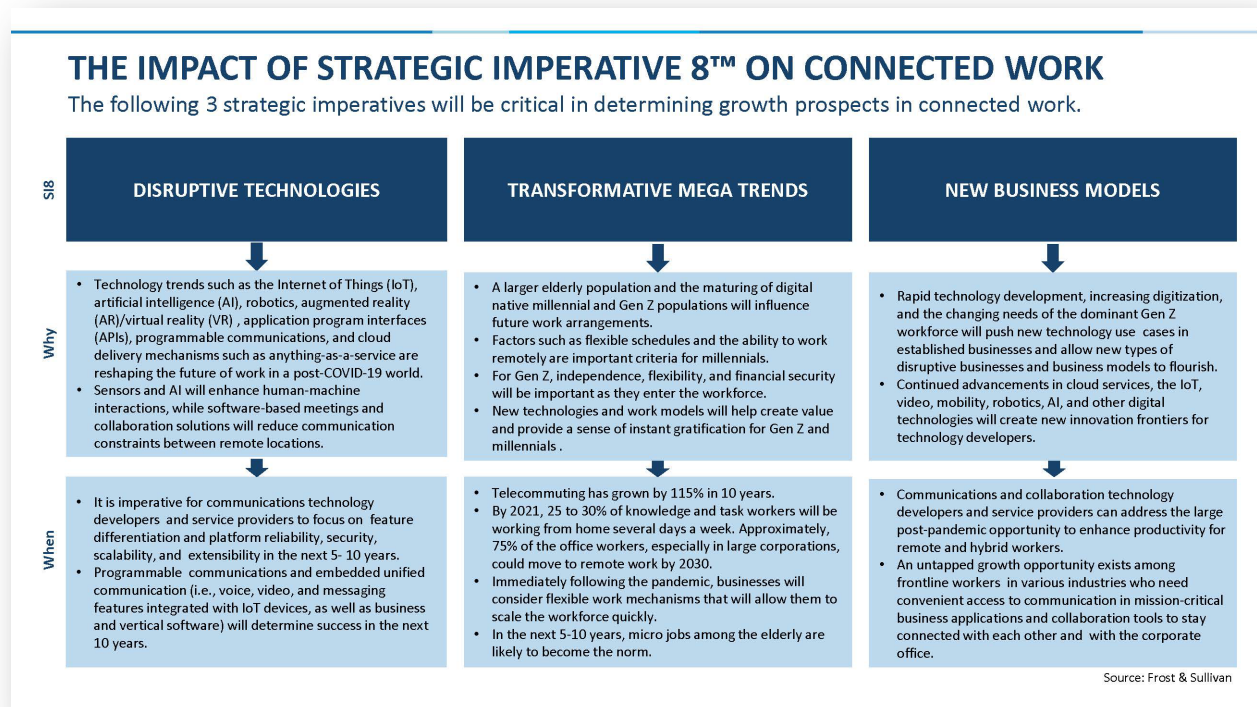 THE IMPACT OF STRATEGIC IMPERATIVE 8™ ON CONNECTED WORK
The following 3 strategic imperatives will be critical in determining growth prospects in connected work.
SI8
DISRUPTIVE TECHNOLOGIES
TRANSFORMATIVE MEGA TRENDS
NEW BUSINESS MODELS
Why
• Technology trends such as the Internet of Things (IoT),
artificial intelligence (AI), robotics, augmented reality
(AR)/virtual reality (VR) , application program interfaces
(APIs), programmable communications, and cloud
delivery mechanisms such as anything-as-a-service are
reshaping the future of work in a post-COVID-19 world.
• Sensors and AI will enhance human-machine
interactions, while software-based meetings and
collaboration solutions will reduce communication
constraints between remote locations.
• A larger elderly population and the maturing of digital
native millennial and Gen Z populations will influence
future work arrangements.
• Factors such as flexible schedules and the ability to work
remotely are important criteria for millennials.
• For Gen Z, independence, flexibility, and financial security
will be important as they enter the workforce.
• New technologies and work models will help create value
and provide a sense of instant gratification for Gen Z and
millennials .
• Rapid technology development, increasing digitization,
and the changing needs of the dominant Gen Z
workforce will push new technology use cases in
established businesses and allow new types of
disruptive businesses and business models to flourish.
• Continued advancements in cloud services, the IoT,
video, mobility, robotics, AI, and other digital
technologies will create new innovation frontiers for
technology developers.
When
• It is imperative for communications technology
developers and service providers to focus on feature
differentiation and platform reliability, security,
scalability, and extensibility in the next 5- 10 years.
• Programmable communications and embedded unified
communication (i.e., voice, video, and messaging
features integrated with IoT devices, as well as business
and vertical software) will determine success in the next
10 years.
• Telecommuting has grown by 115% in 10 years.
• By 2021, 25 to 30% of knowledge and task workers will be
working from home several days a week. Approximately,
75% of the office workers, especially in large corporations,
could move to remote work by 2030.
• Immediately following the pandemic, businesses will
consider flexible work mechanisms that will allow them to
scale the workforce quickly.
• In the next 5-10 years, micro jobs among the elderly are
likely to become the norm.
• Communications and collaboration technology
developers and service providers can address the large
post-pandemic opportunity to enhance productivity for
remote and hybrid workers.
• An untapped growth opportunity exists among
frontline workers in various industries who need
convenient access to communication in mission-critical
business applications and collaboration tools to stay
connected with each other and with the corporate
office.
Source: Frost & Sullivan